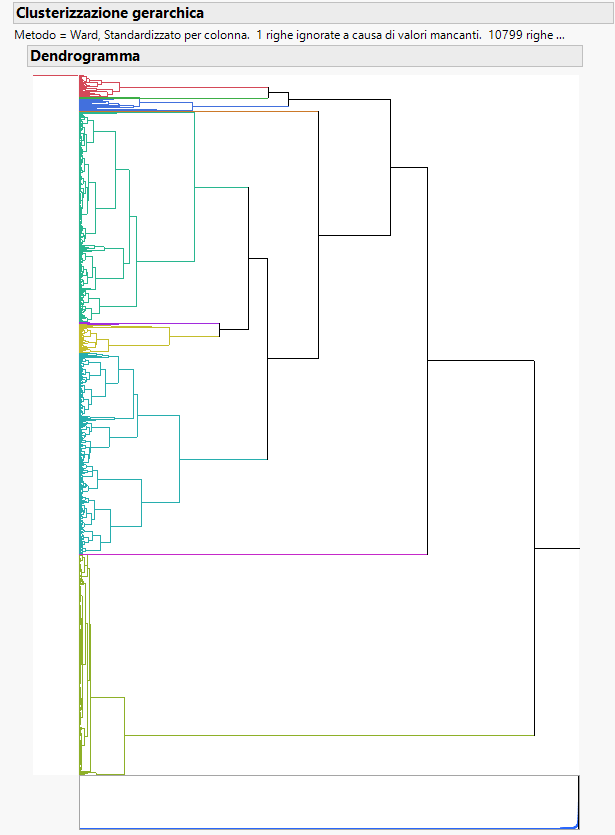 Clusterizzazione gerarchica
Metodo = Ward, Standardizzato per colonna. 1 righe ignorate a causa di valori mancanti. 10799 righe ...
Dendrogramma